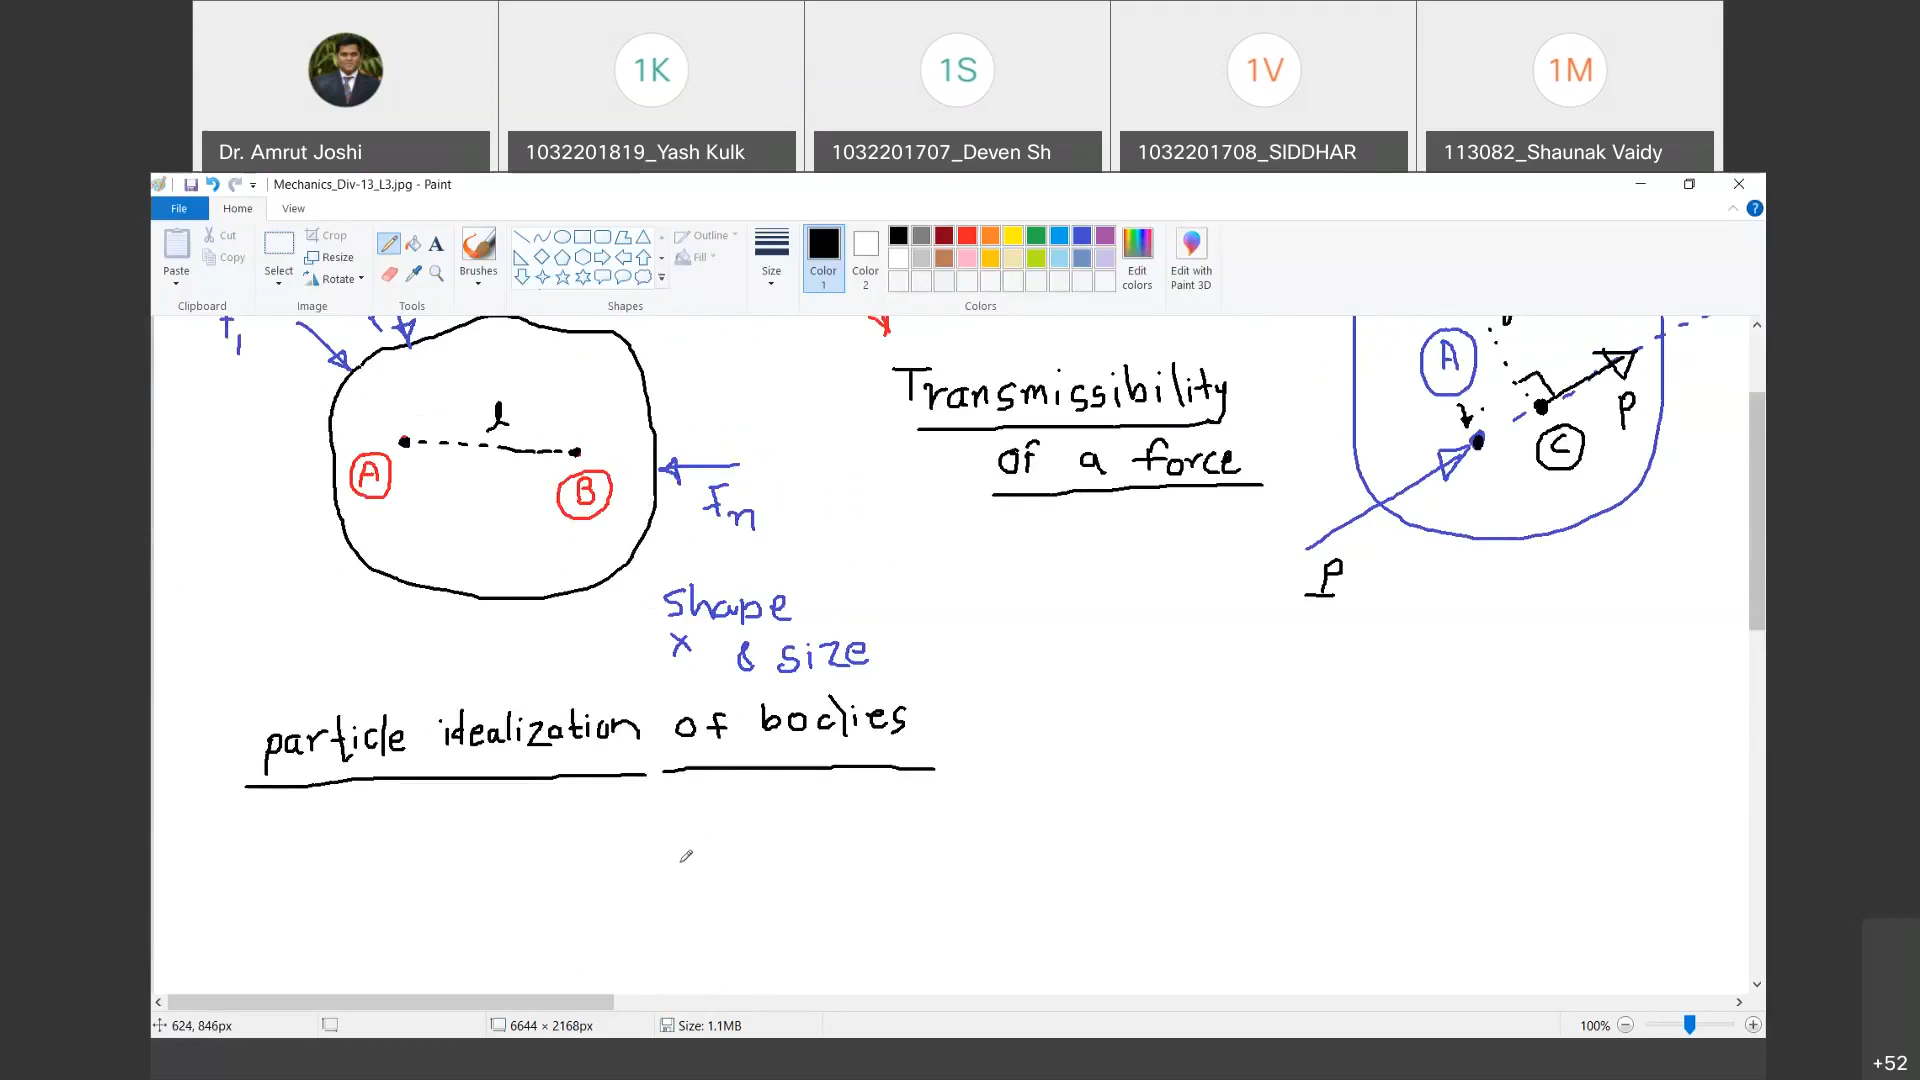 1K
1S
1V
1M
Dr. Amrut Joshi
1032201819_Yash Kulk
1032201707_Deven Sh
1032201708_SIDDHAR
113082_Shaunak Vaidy
Mechanics_Div-13_L3.jpg - Paint
File
Home
View
Paste
Cut
Copy
Clipboard
Select
Crop
Resize
Rotate
Image
A
Tools
Brushes
Outline
Fill
Shapes
Size
Color
1
Color
2
Edit
colors
Edit with
Paint 3D
Colors
F1
l
A
B
Fn
Transmissibility
of a force
A
C
P
P
shape
x & size
particle idealization of bodies
624, 846px
6644 × 2168px
Size: 1.1MB
100%
+52